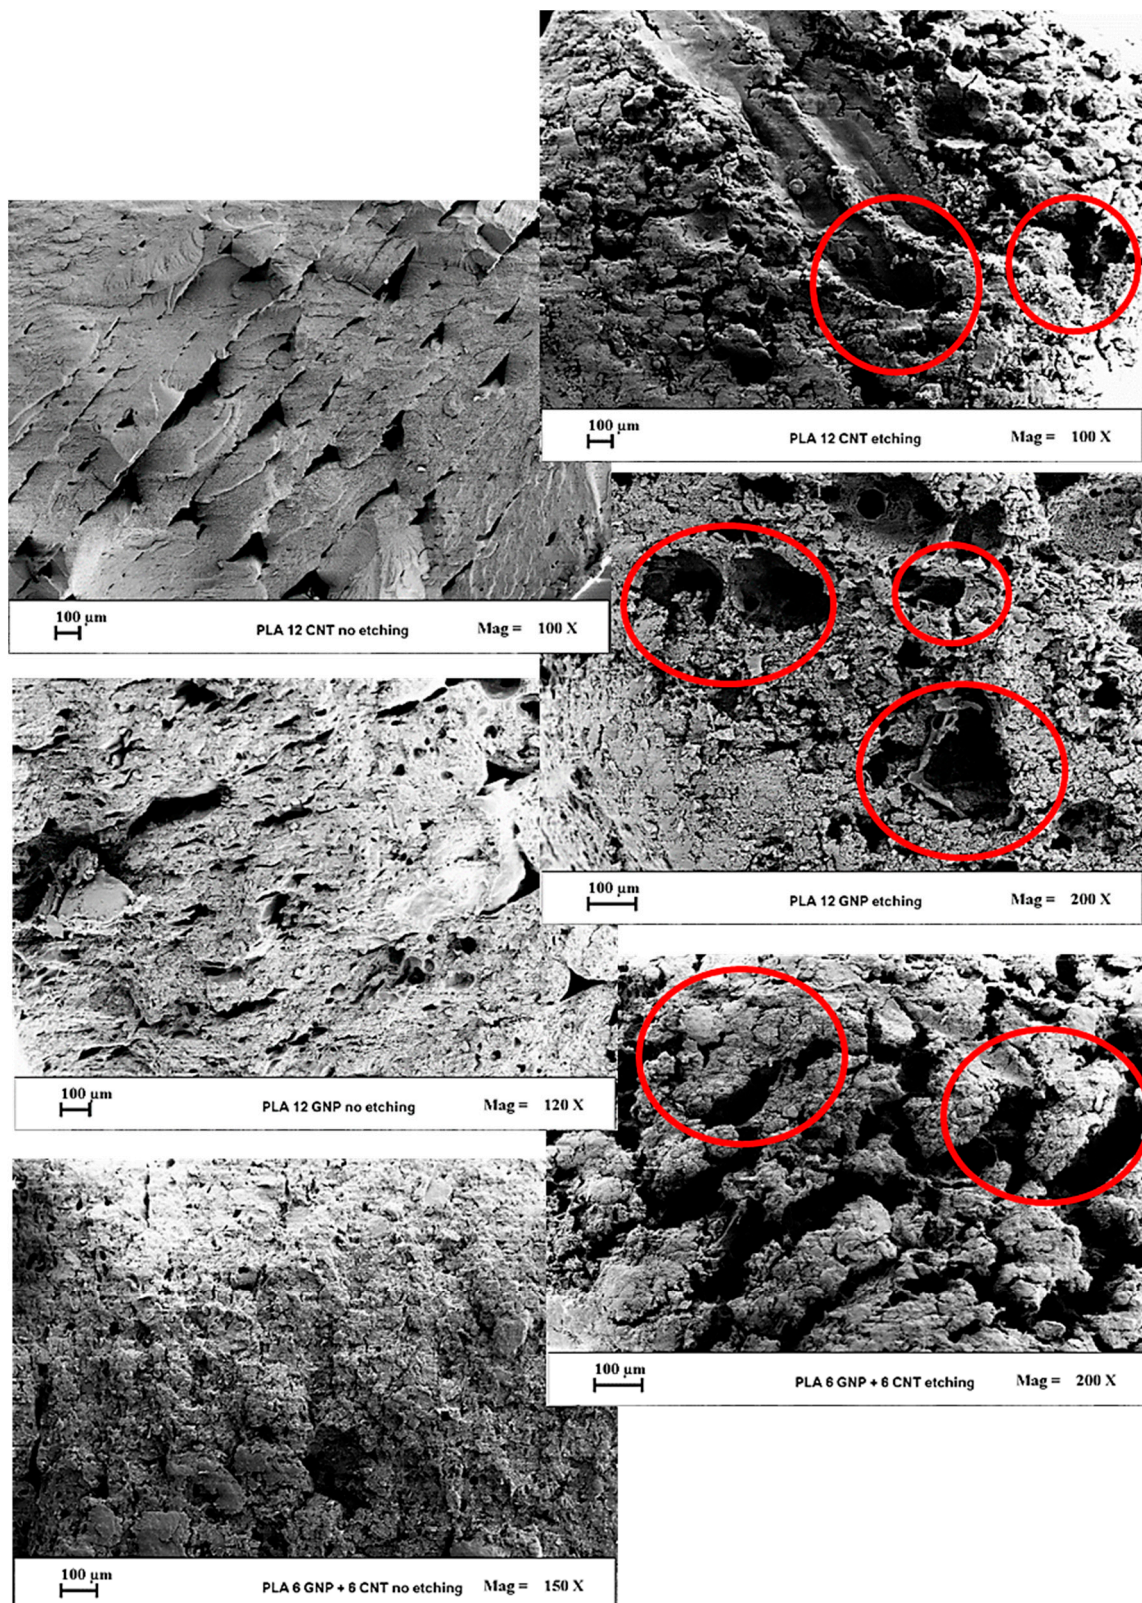 100 µm PLA 12 CNT etching Mag = 100 X
100 µm PLA 12 CNT no etching Mag = 100 X
100 µm PLA 12 GNP etching Mag = 200 X
100 µm PLA 12 GNP no etching Mag = 120 X
100 µm PLA 6 GNP + 6 CNT etching Mag = 200 X
100 µm PLA 6 GNP + 6 CNT no etching Mag = 150 X